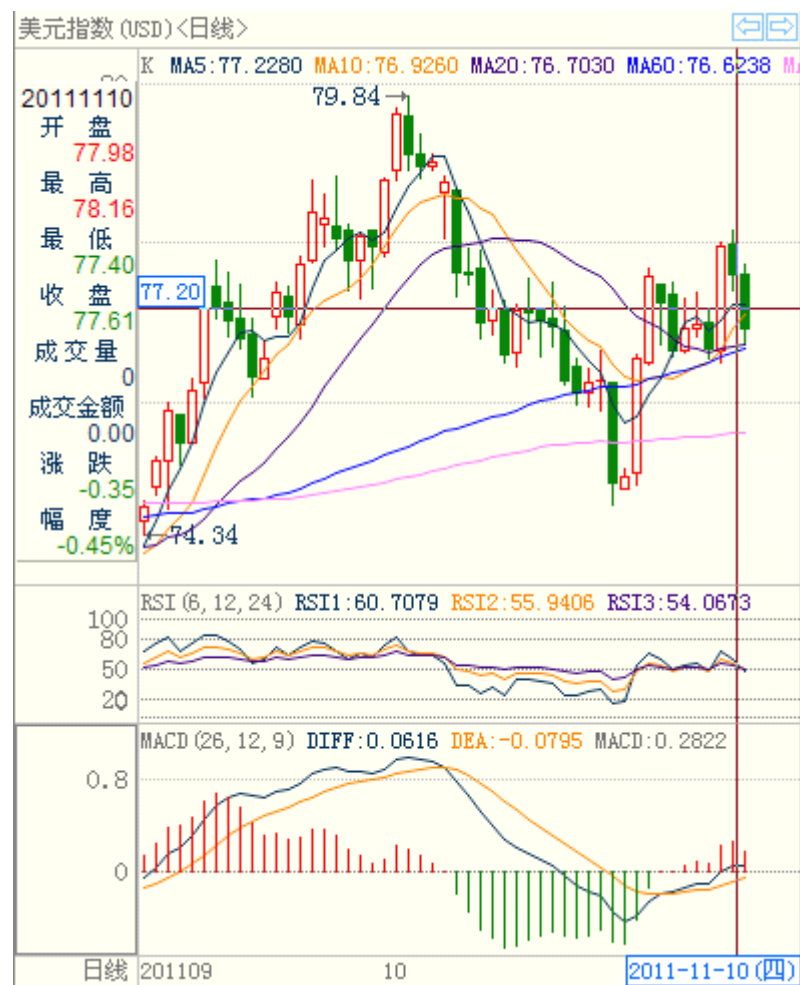 美元指数(USD)<日线>
K MA5:77.2280 MA10:76.9260 MA20:76.7030 MA60:76.6238
20111110
开 盘
77.98
最 高
78.16
最 低
77.40
收 盘
77.61
成交量
0
成交金额
0.00
涨 跌
-0.35
幅 度
-0.45%
79.84
77.20
74.34
RSI(6,12,24) RSI1:60.7079 RSI2:55.9406 RSI3:54.0673
100
80
50
20
MACD(26,12,9) DIFF:0.0616 DEA:-0.0795 MACD:0.2822
0.8
0
日线 201109 10 2011-11-10(四)